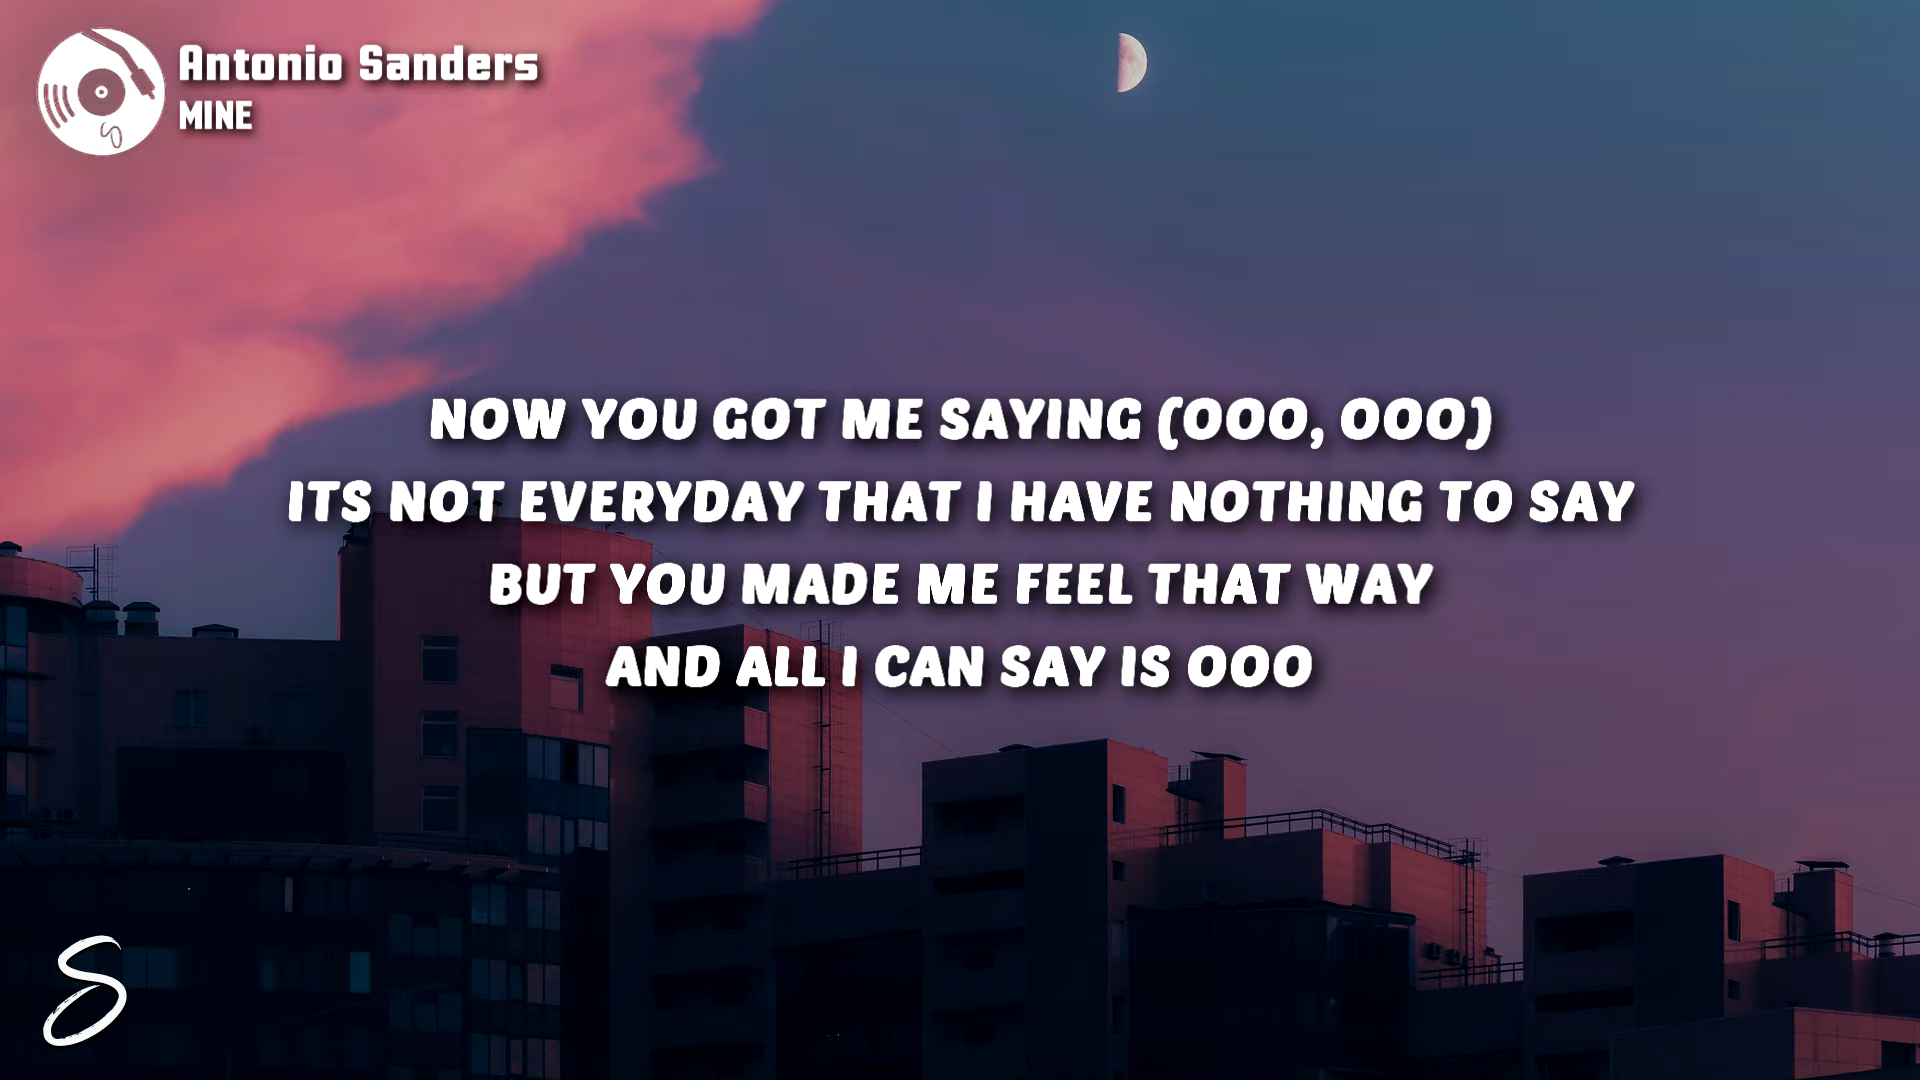 Antonio Sanders
MINE
NOW YOU GOT ME SAYING (OOO, OOO)
ITS NOT EVERYDAY THAT I HAVE NOTHING TO SAY
BUT YOU MADE ME FEEL THAT WAY
AND ALL I CAN SAY IS OOO
S